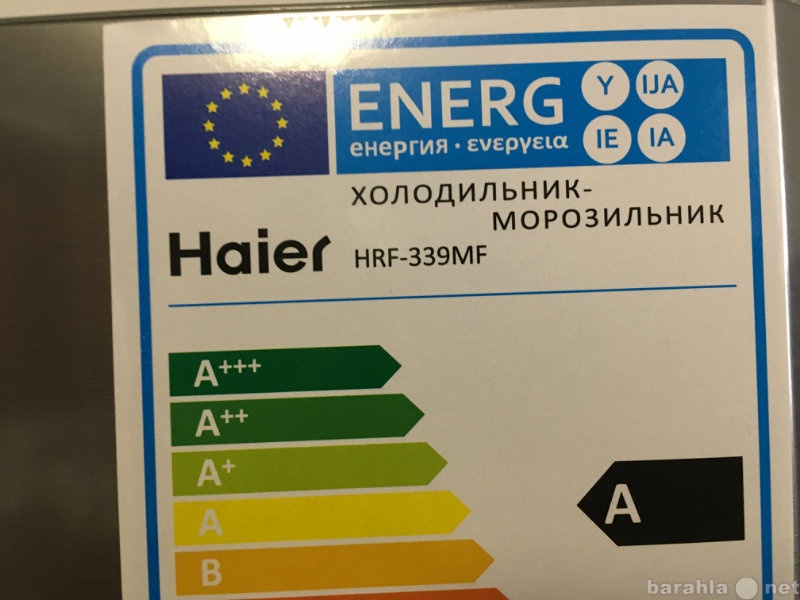 ENERG
енергия · ενεργεια
Y
IJA
IE
IA
ХОЛОДИЛЬНИК-
МОРОЗИЛЬНИК
Haier HRF-339MF
A+++
A++
A+
A
A
B
barahla net